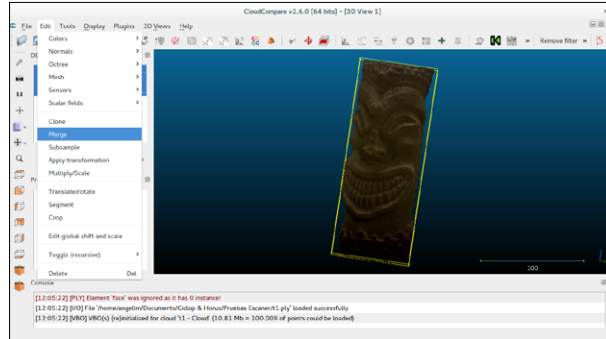 CloudCompare v2.6.0 [64 bits] - [3D View 1]
File Edit Tools Display Plugins 3D Views Help
Remove filter
Colors
Normals
Octree
Mesh
Sensors
Scalar fields
Clone
Merge
Subsample
Apply transformation
Multiply/Scale
Translate/rotate
Segment
Crop
Edit global shift and scale
Toggle (recursive)
Delete Del
100
Console
[12:05:22] [PLY] Element 'face' was ignored as it has 0 instance!
[12:05:22] [I/O] File '/home/angelim/Documents/Cidop & Horus/Pruebas Escaner/t1.ply' loaded successfully
[12:05:22] [VBO] VBO(s) (re)initialized for cloud 't1 - Cloud' (10.81 Mb = 100.00% of points could be loaded)